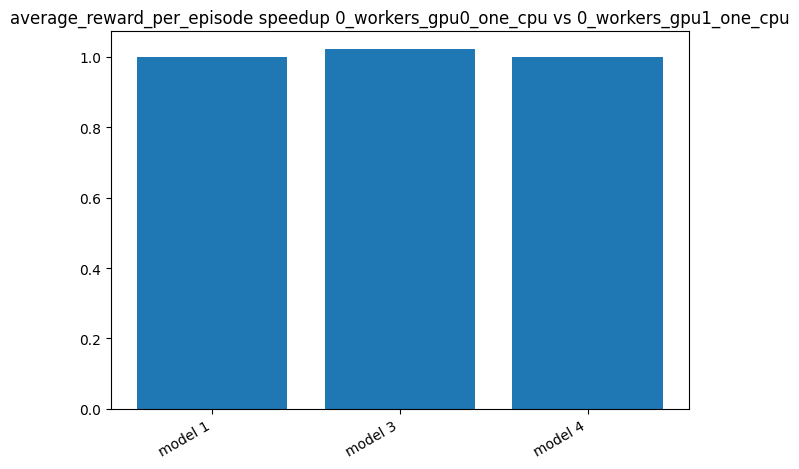 average_reward_per_episode speedup 0_workers_gpu0_one_cpu vs 0_workers_gpu1_one_cpu
1.0
0.8
0.6
0.4
0.2
0.0
model 1
model 3
model 4